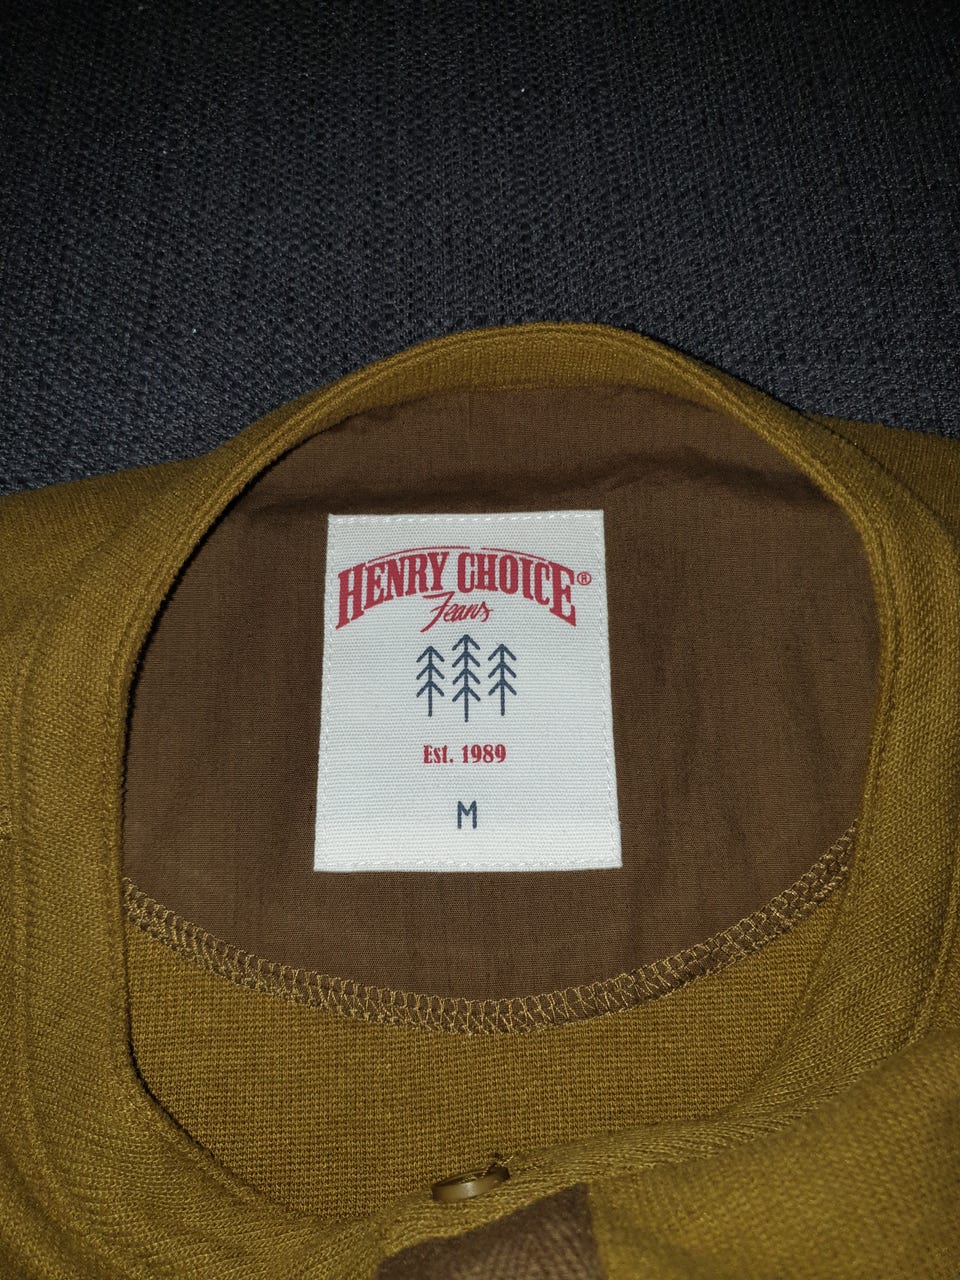 HENRY CHOICE®
Jeans
Est. 1989
M